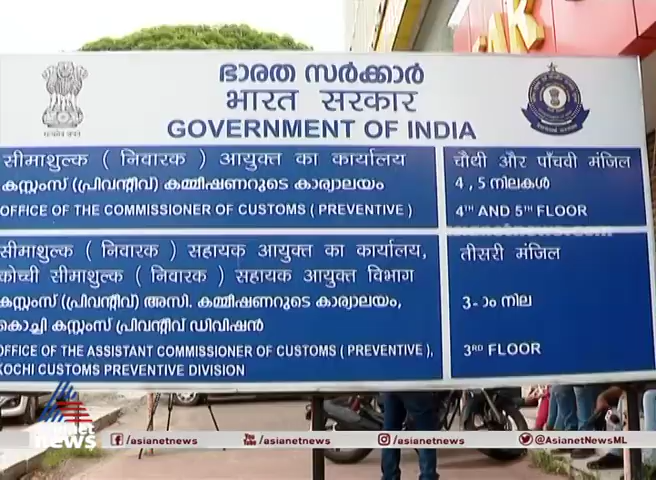 ഭാരത സർക്കാർ
भारत सरकार
GOVERNMENT OF INDIA
सीमाशुल्क ( निवारक ) आयुक्त का कार्यालय
കസ്റ്റംസ് (പ്രിവന്റീവ്) കമ്മീഷണറുടെ കാര്യാലയം
OFFICE OF THE COMMISSIONER OF CUSTOMS ( PREVENTIVE )
चौथी और पाँचवी मंजिल
4 , 5 നിലകൾ
4TH AND 5TH FLOOR
सीमाशुल्क ( निवारक ) सहायक आयुक्त का कार्यालय,
कोच्ची सीमाशुल्क ( निवारक ) सहायक आयुक्त विभाग
കസ്റ്റംസ് (പ്രിവന്റീവ്) അസി. കമ്മീഷണറുടെ കാര്യാലയം,
കൊച്ചി കസ്റ്റംസ് പ്രിവന്റീവ് ഡിവിഷൻ
OFFICE OF THE ASSISTANT COMMISSIONER OF CUSTOMS ( PREVENTIVE ),
KOCHI CUSTOMS PREVENTIVE DIVISION
तीसरी मंजिल
3-ാം നില
3RD FLOOR
asianet
news
/asianetnews
You Tube /asianetnews
/asianetnews
@AsianetNewsML